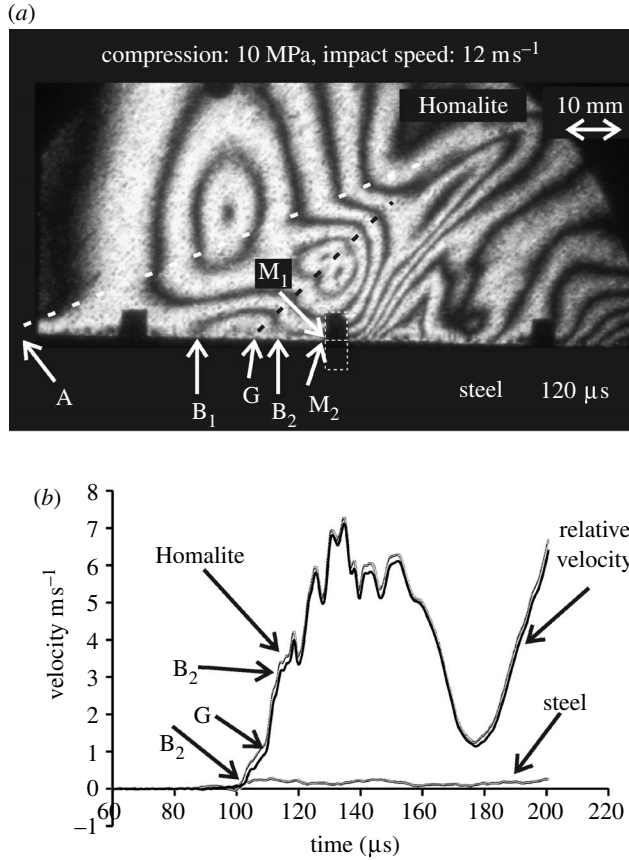 (a)
compression: 10 MPa, impact speed: 12 ms⁻¹
Homalite
10 mm
M₁
A
B₁
G
B₂
M₂
steel 120 µs
(b)
velocity ms⁻¹
8
7
6
5
4
3
2
1
0
−1
Homalite
B₂
G
B₂
relative
velocity
steel
60 80 100 120 140 160 180 200 220
time (µs)